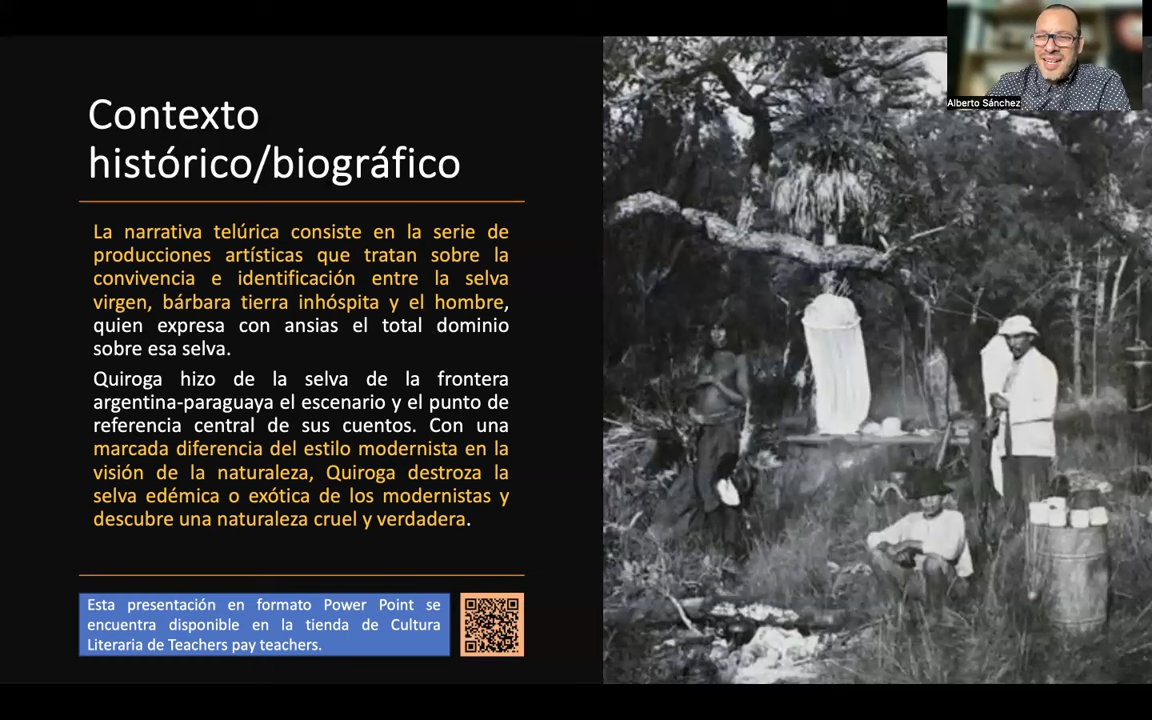 Alberto Sánchez
Contexto
histórico/biográfico
La narrativa telúrica consiste en la serie de
producciones artísticas que tratan sobre la
convivencia e identificación entre la selva
virgen, bárbara tierra inhóspita y el hombre,
quien expresa con ansias el total dominio
sobre esa selva.
Quiroga hizo de la selva de la frontera
argentina-paraguaya el escenario y el punto de
referencia central de sus cuentos. Con una
marcada diferencia del estilo modernista en la
visión de la naturaleza, Quiroga destroza la
selva edémica o exótica de los modernistas y
descubre una naturaleza cruel y verdadera.
Esta presentación en formato Power Point se
encuentra disponible en la tienda de Cultura
Literaria de Teachers pay teachers.